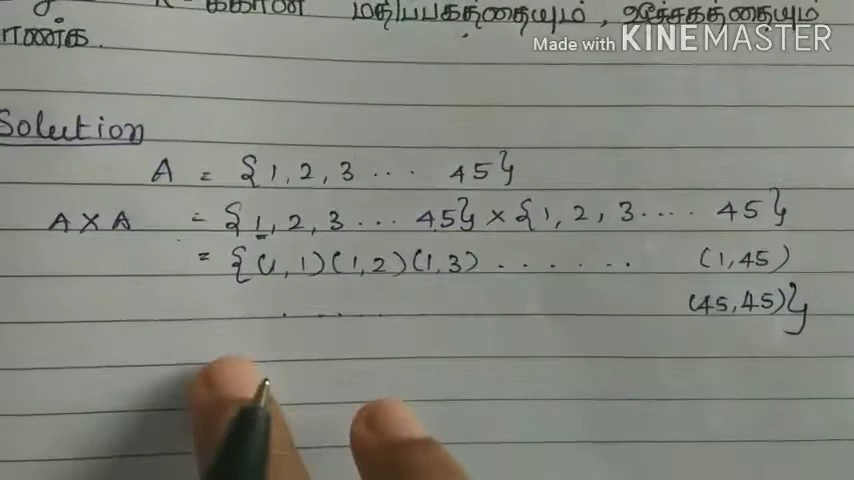 R - க்கான மதிப்பகத்தையும், வீச்சகத்தையும்
Made with KINEMASTER
Solution
A = {1, 2, 3 ... 45}
A X A = {1, 2, 3 ... 45} × {1, 2, 3 .... 45}
= {(1, 1) (1, 2) (1, 3) ....... (1, 45)
..... (45, 45)}